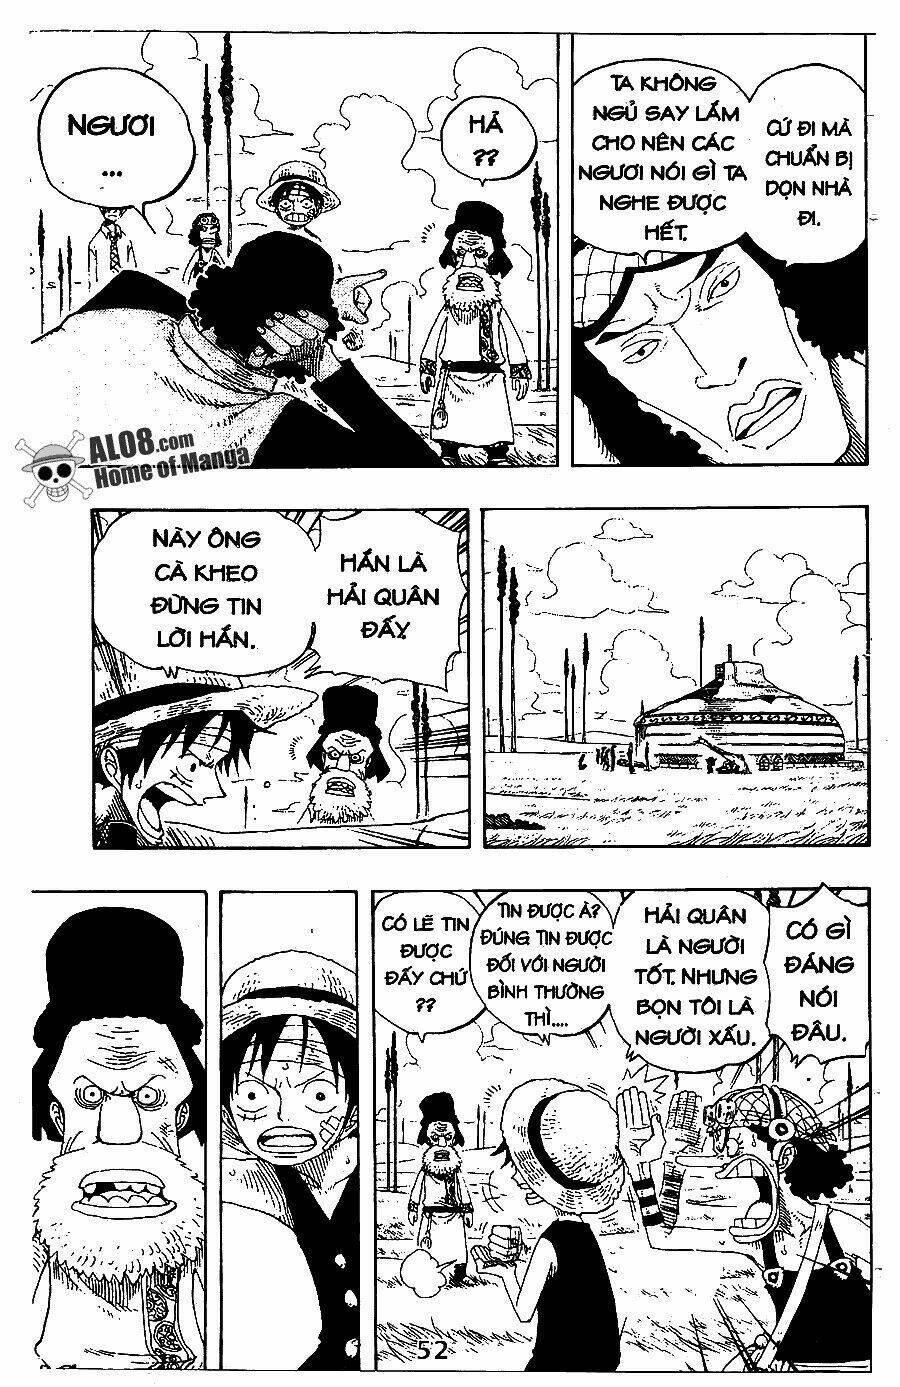 CỨ ĐI MÀ
CHUẨN BỊ
DỌN NHÀ
ĐI.
TA KHÔNG
NGỦ SAY LẮM
CHO NÊN CÁC
NGƯƠI NÓI GÌ TA
NGHE ĐƯỢC
HẾT.
HẢ
??
NGƯƠI
...
AL08.com
Home of Manga
HẮN LÀ
HẢI QUÂN
ĐẤY.
NÀY ÔNG
CÀ KHEO
ĐỪNG TIN
LỜI HẮN.
CÓ GÌ
ĐÁNG
NÓI
ĐÂU.
HẢI QUÂN
LÀ NGƯỜI
TỐT. NHƯNG
BỌN TÔI LÀ
NGƯỜI XẤU.
TIN ĐƯỢC À?
ĐÚNG TIN ĐƯỢC
ĐỐI VỚI NGƯỜI
BÌNH THƯỜNG
THÌ....
CÓ LẼ TIN
ĐƯỢC
ĐẤY CHỨ
??
52